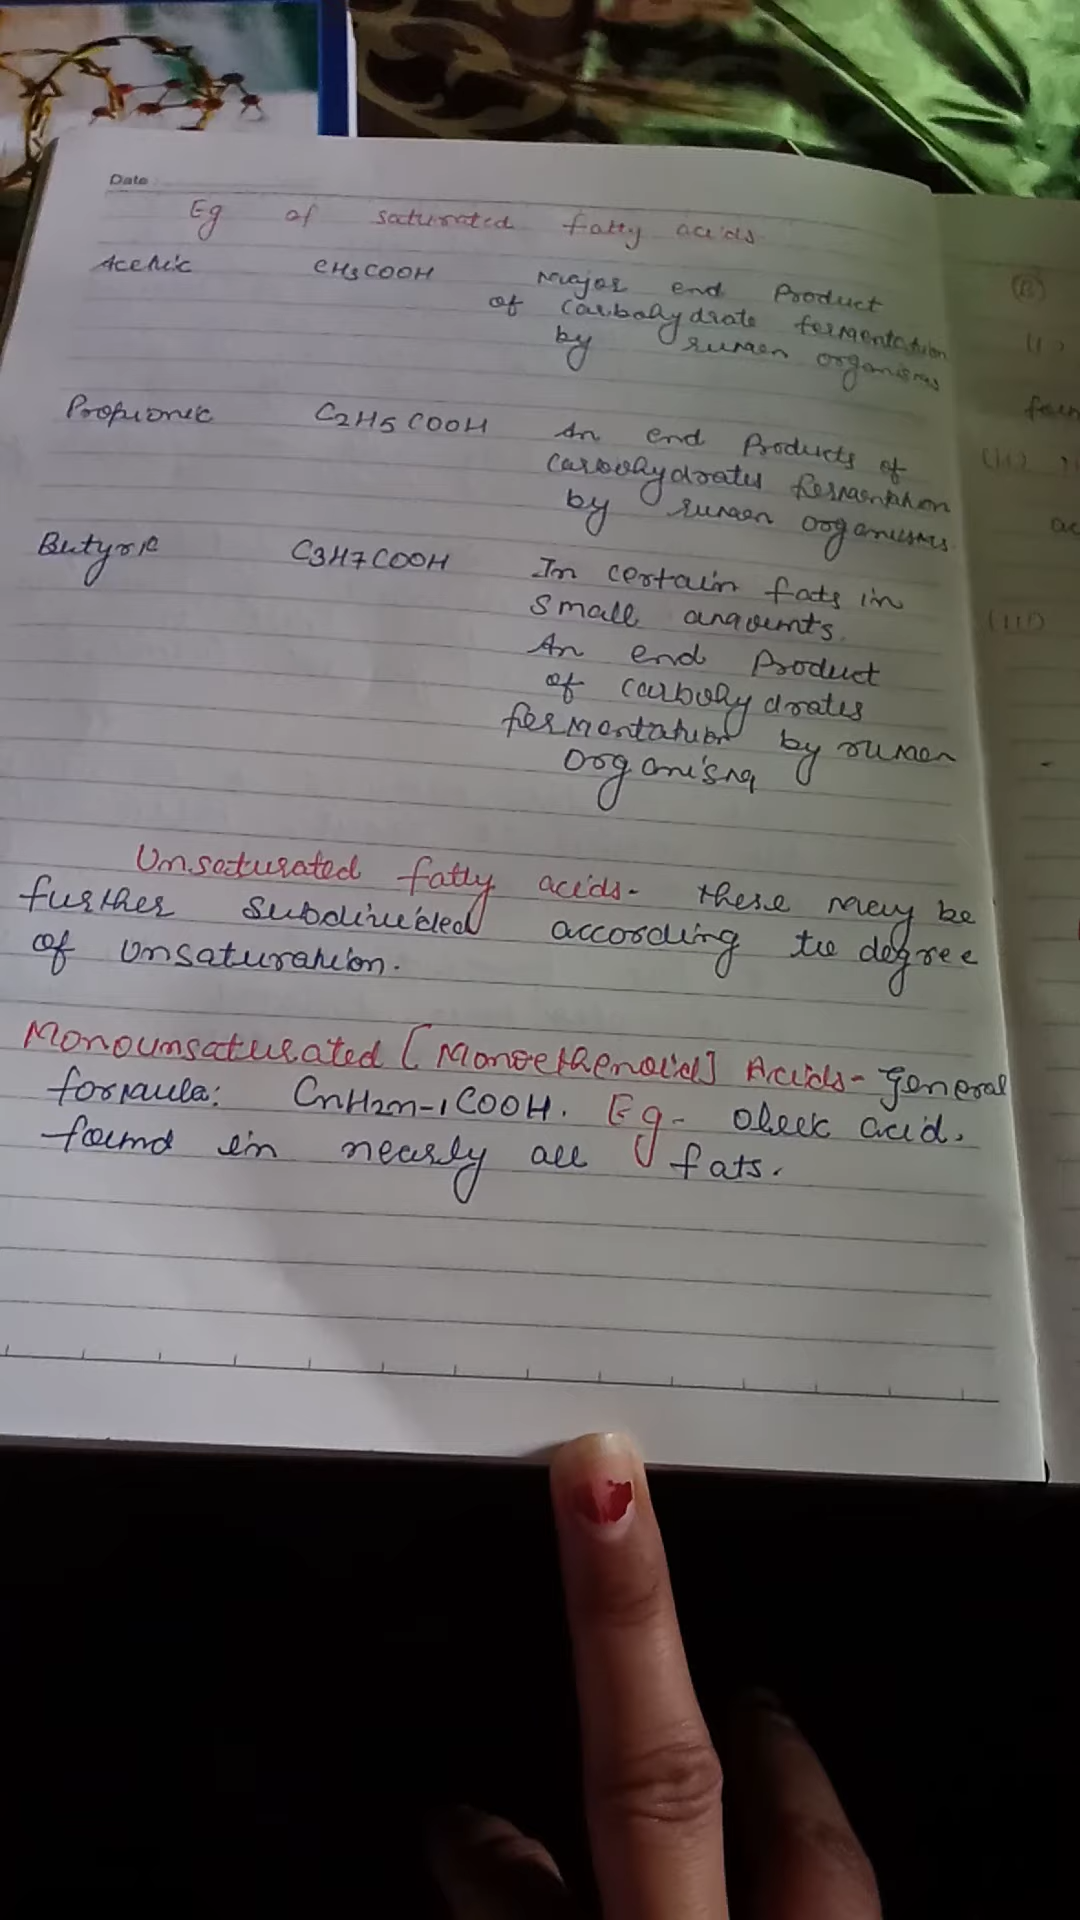 Date
Eg of saturated fatty acids
Acetic CH3COOH Major end Product
of carbohydrate fermentation
by rumen organisms
Propionic C2H5COOH An end Products of
carbohydrates fermentation
by rumen organisms
Butyric C3H7COOH In certain fats in
small amounts.
An end Product
of carbohydrates
fermentation by rumen
organism
Unsaturated fatty acids- these may be
further subdivided according to degree
of unsaturation.
Monounsaturated [Monoethenoid] Acids- General
formula: CnH2n-1COOH. Eg- Oleic acid.
found in nearly all fats.
(B)
(I)
(II)
(III)